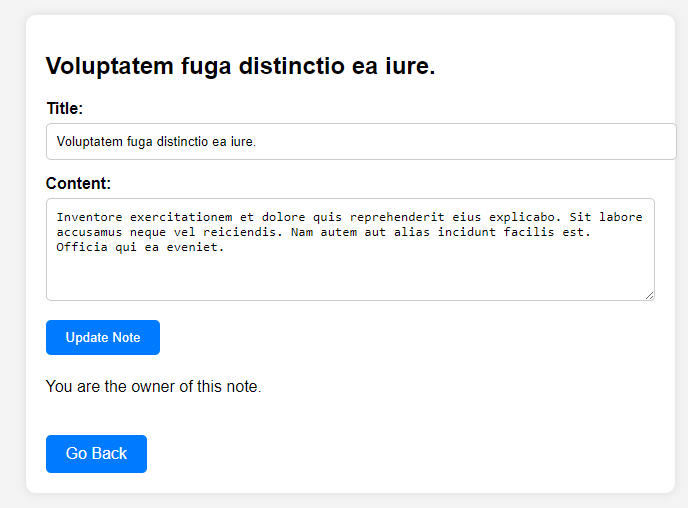 Voluptatem fuga distinctio ea iure.
Title:
Voluptatem fuga distinctio ea iure.
Content:
Inventore exercitationem et dolore quis reprehenderit eius explicabo. Sit labore
accusamus neque vel reiciendis. Nam autem aut alias incidunt facilis est.
Officia qui ea eveniet.
Update Note
You are the owner of this note.
Go Back